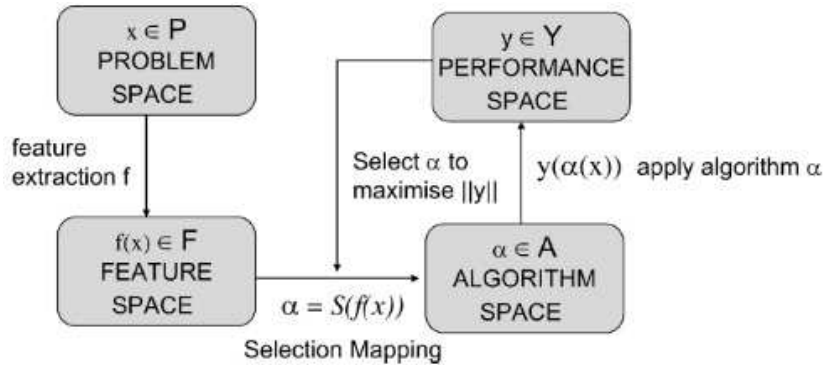 x ∈ P
PROBLEM
SPACE
y ∈ Y
PERFORMANCE
SPACE
feature
extraction f
Select α to
maximise ||y||
y(α(x)) apply algorithm α
f(x) ∈ F
FEATURE
SPACE
α = S(f(x))
Selection Mapping
α ∈ A
ALGORITHM
SPACE